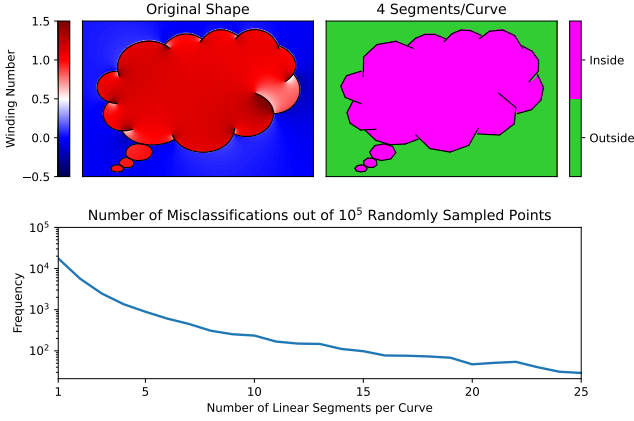 Original Shape
4 Segments/Curve
Winding Number
1.5
1.0
0.5
0.0
−0.5
Inside
Outside
Number of Misclassifications out of 10⁵ Randomly Sampled Points
Frequency
10⁵
10⁴
10³
10²
1 5 10 15 20 25
Number of Linear Segments per Curve